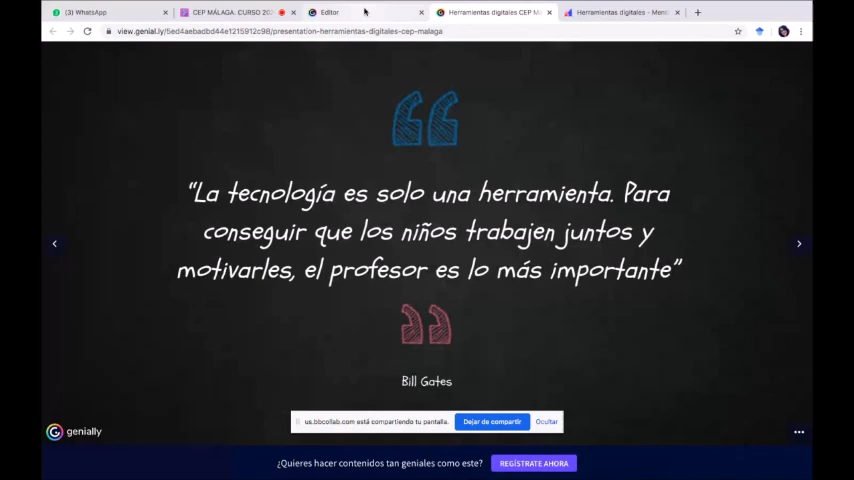 (3) WhatsApp
CEP MÁLAGA. CURSO 202
Editor
Herramientas digitales CEP MÁ
Herramientas digitales - Menti
view.genial.ly/5ed4aebadbd44e1215912c98/presentation-herramientas-digitales-cep-malaga
“La tecnología es solo una herramienta. Para
conseguir que los niños trabajen juntos y
motivarles, el profesor es lo más importante”
Bill Gates
us.bbcollab.com está compartiendo tu pantalla.
Dejar de compartir
Ocultar
genially
¿Quieres hacer contenidos tan geniales como este?
REGÍSTRATE AHORA